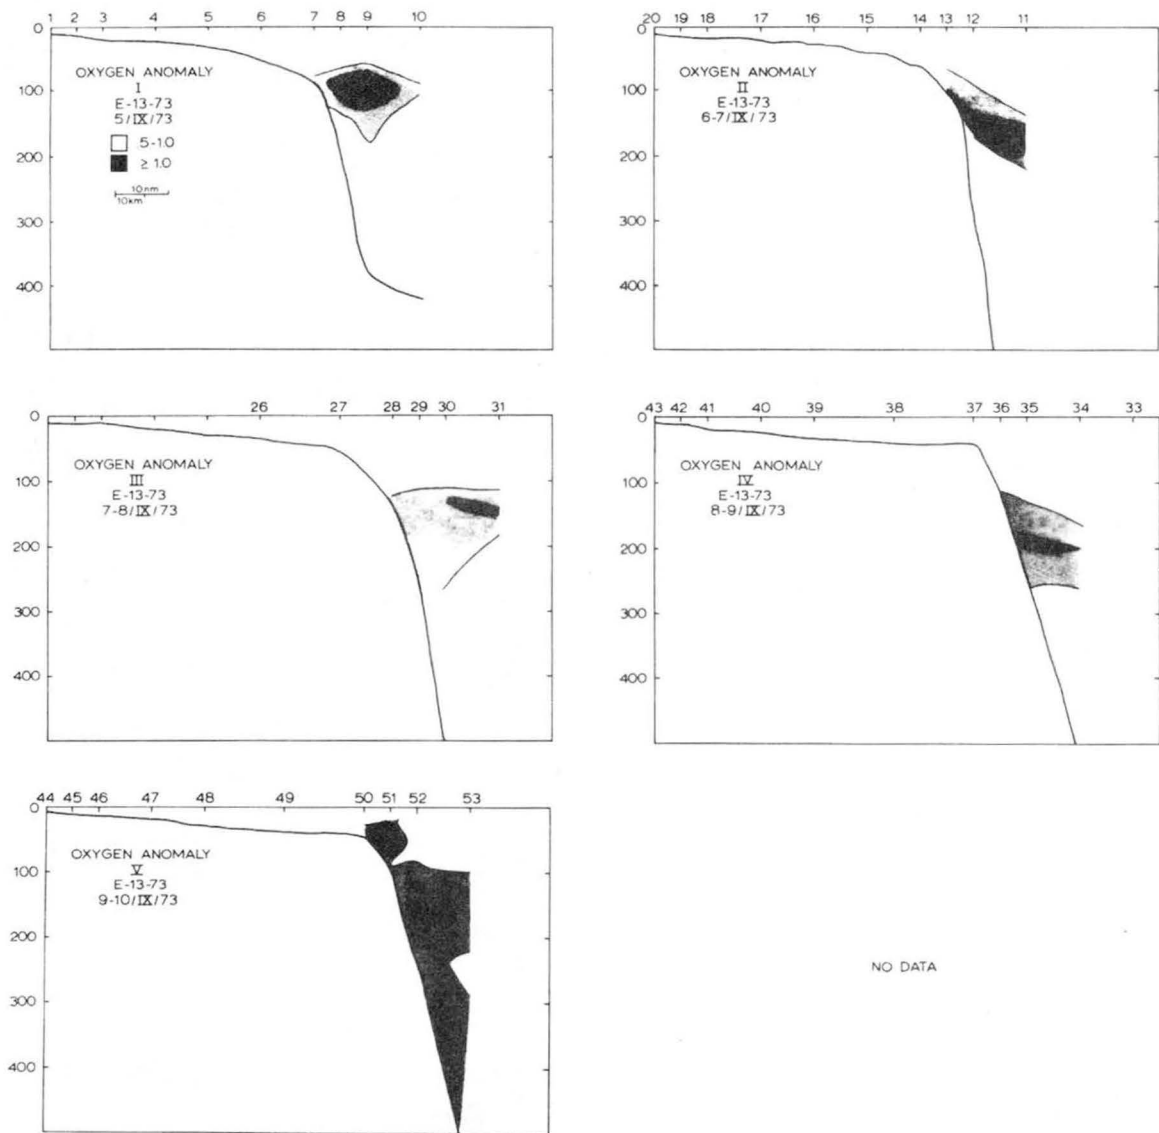 1 2 3 4 5 6 7 8 9 10
0
100
200
300
400
OXYGEN ANOMALY
I
E-13-73
5/IX/73
5-1.0
≥ 1.0
10nm
10km
20 19 18 17 16 15 14 13 12 11
0
100
200
300
400
OXYGEN ANOMALY
II
E-13-73
6-7/IX/73
26 27 28 29 30 31
0
100
200
300
400
OXYGEN ANOMALY
III
E-13-73
7-8/IX/73
43 42 41 40 39 38 37 36 35 34 33
0
100
200
300
400
OXYGEN ANOMALY
IV
E-13-73
8-9/IX/73
44 45 46 47 48 49 50 51 52 53
0
100
200
300
400
OXYGEN ANOMALY
V
E-13-73
9-10/IX/73
NO DATA